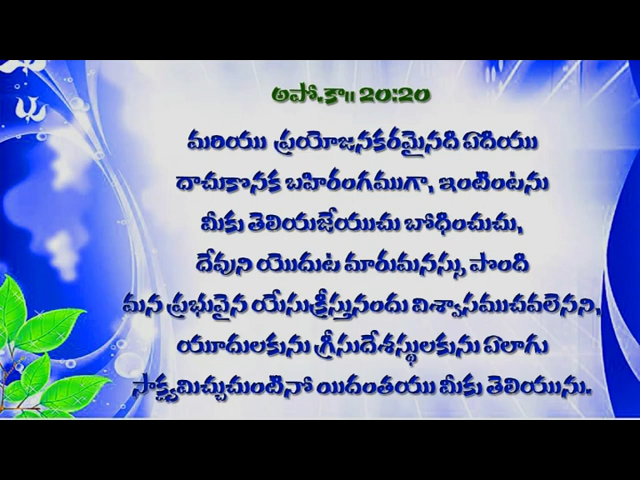 అపో.కా॥ 20:20
మరియు ప్రయోజనకరమైనది ఏదియు
దాచుకొనక బహిరంగముగా, ఇంటింటను
మీకు తెలియజేయుచు బోధించుచు,
దేవుని యొదుట మారుమనస్సు పొంది
మన ప్రభువైన యేసుక్రీస్తునందు విశ్వాసముచవలెనని,
యూదులకును గ్రీసుదేశస్థులకును ఏలాగు
సాక్ష్యమిచ్చుచుంటినో యిదంతయు మీకు తెలియును.